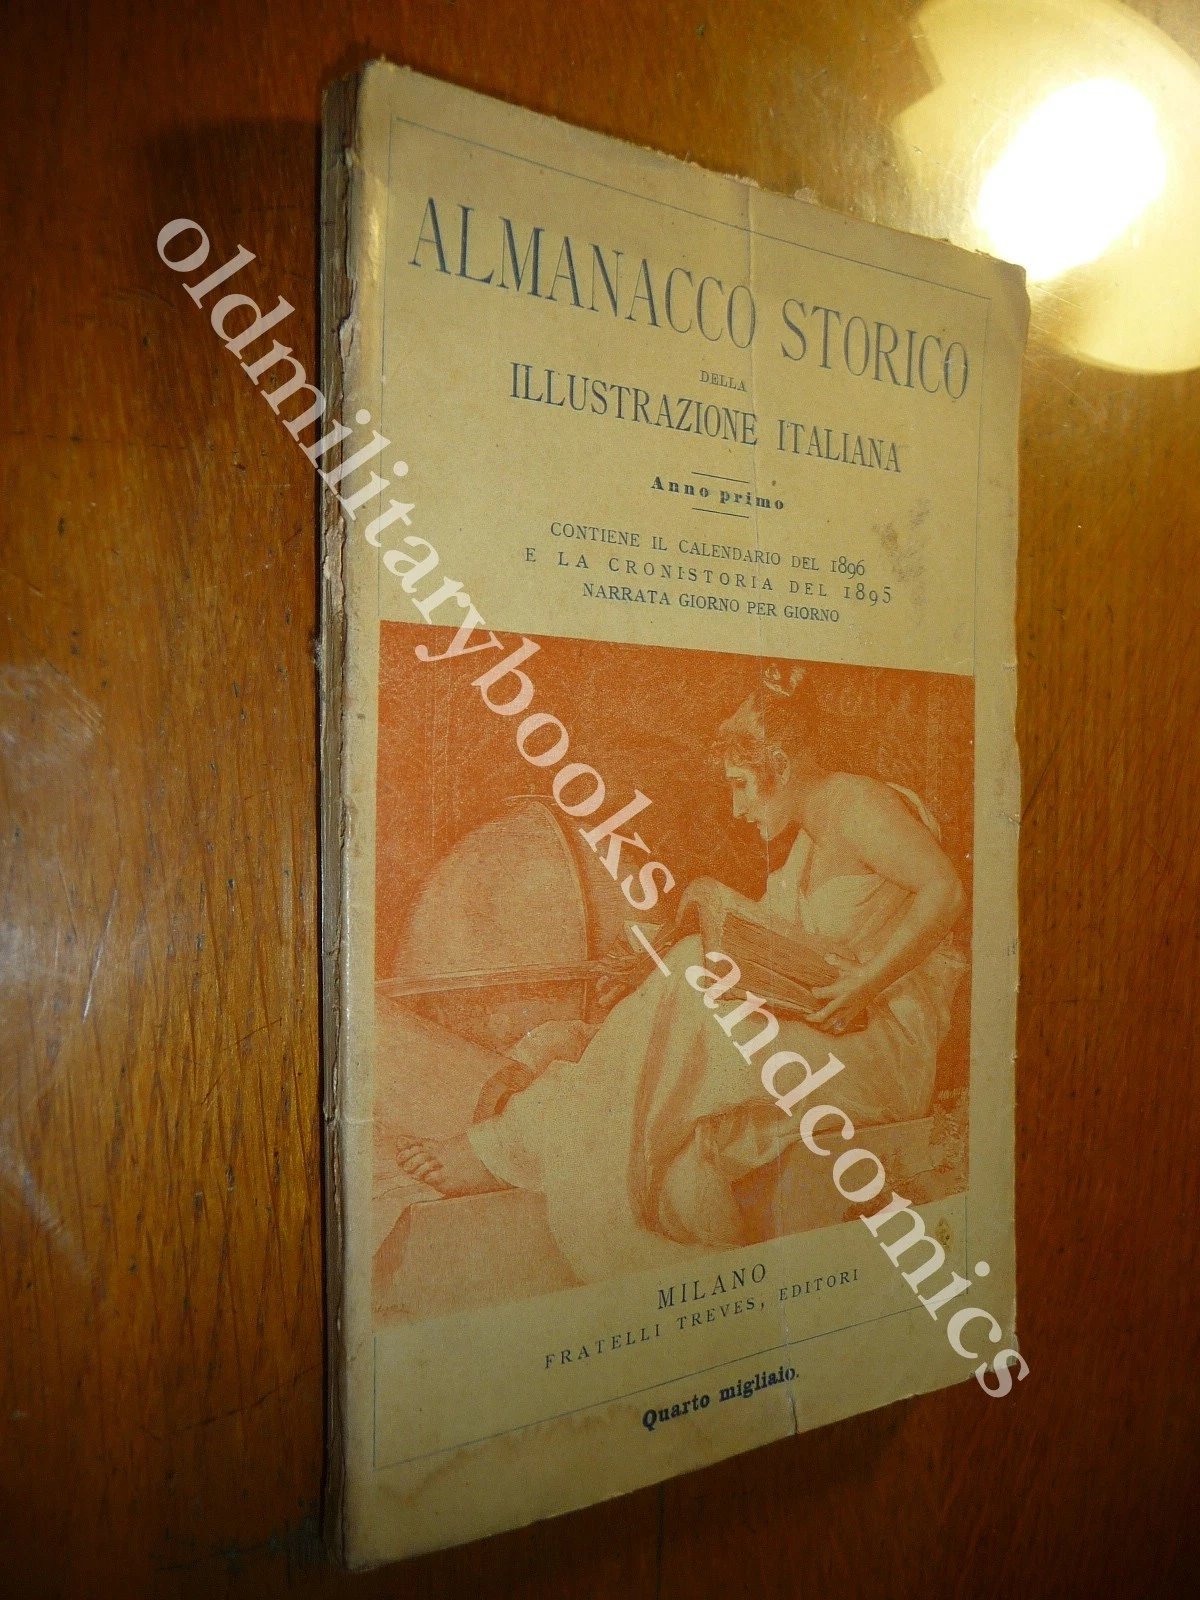 ALMANACCO STORICO
DELLA
ILLUSTRAZIONE ITALIANA
Anno primo
CONTIENE IL CALENDARIO DEL 1896
E LA CRONISTORIA DEL 1895
NARRATA GIORNO PER GIORNO
MILANO
FRATELLI TREVES, EDITORI
Quarto migliaio.
oldmilitarybooks_andcomics